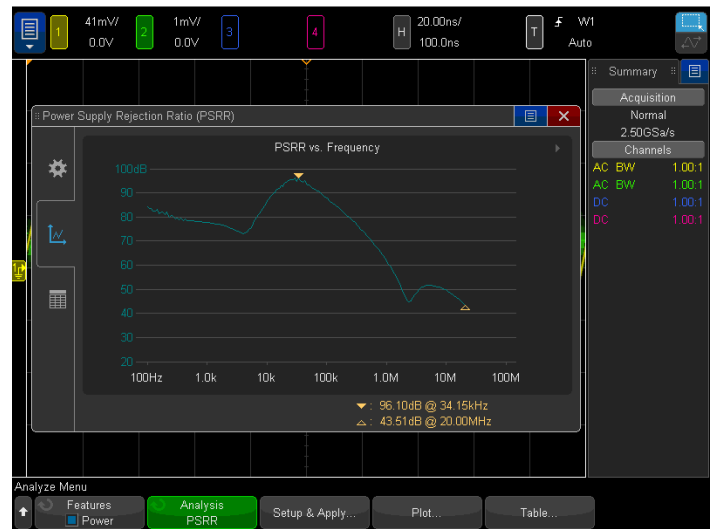 1 41mV/ 2 1mV/ 3 4 H 20.00ns/ T W1
0.0V 0.0V 100.0ns Auto
Summary
Acquisition
Normal
2.50GSa/s
Channels
AC BW 1.00:1
AC BW 1.00:1
DC 1.00:1
DC 1.00:1
Power Supply Rejection Ratio (PSRR)
PSRR vs. Frequency
100dB
90
80
70
60
50
40
30
20
100Hz 1.0k 10k 100k 1.0M 10M 100M
: 96.10dB @ 34.15kHz
: 43.51dB @ 20.00MHz
Analyze Menu
Features
Power
Analysis
PSRR
Setup & Apply...
Plot...
Table...